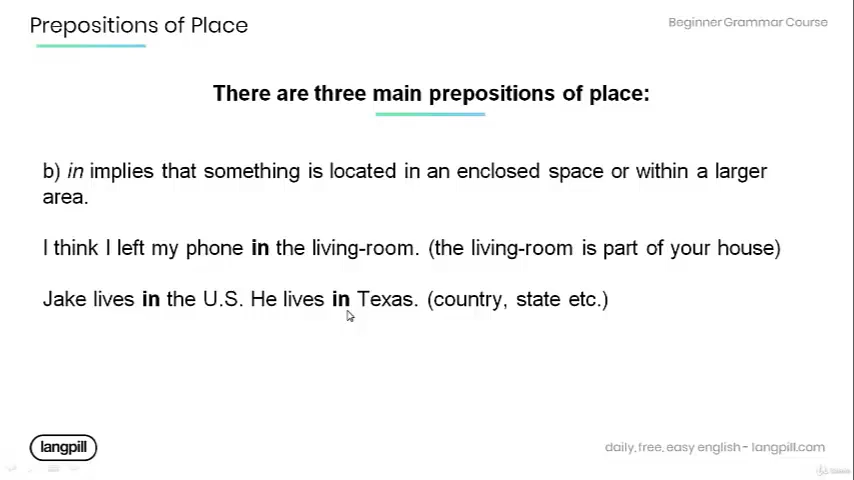 Prepositions of Place
Beginner Grammar Course
There are three main prepositions of place:
b) in implies that something is located in an enclosed space or within a larger
area.
I think I left my phone in the living-room. (the living-room is part of your house)
Jake lives in the U.S. He lives in Texas. (country, state etc.)
langpill
daily, free, easy english - langpill.com